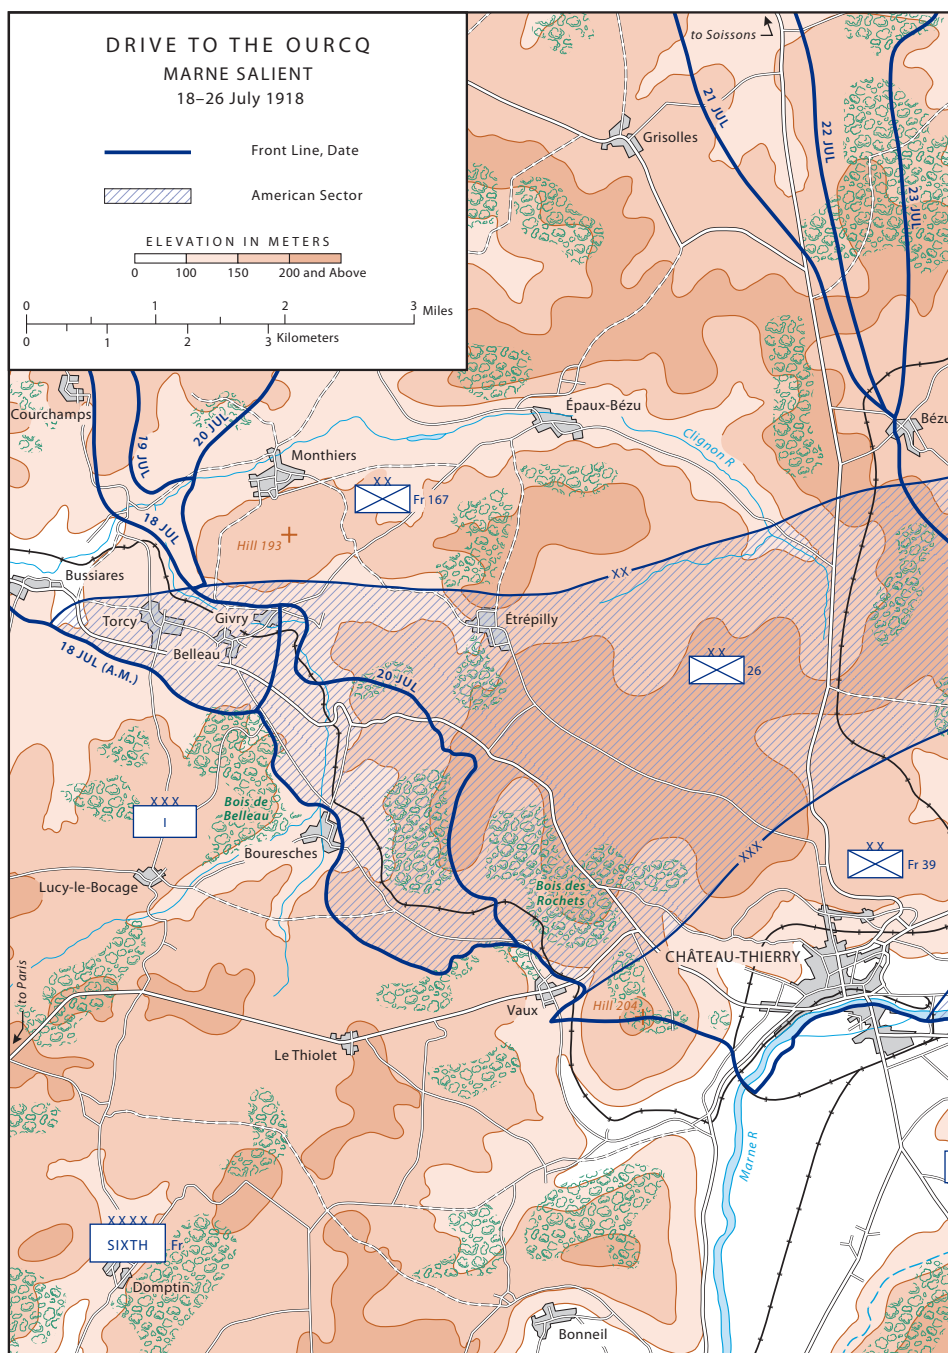 DRIVE TO THE OURCQ
MARNE SALIENT
18–26 July 1918
Front Line, Date
American Sector
ELEVATION IN METERS
0 100 150 200 and Above
0 1 2 3 Miles
0 1 2 3 Kilometers
to Soissons
21 JUL
22 JUL
23 JUL
Grisolles
Courchamps
19 JUL
20 JUL
Monthiers
Épaux-Bézu
Clignon R
XX
Fr 167
18 JUL
Hill 193
Bussiares
XX
Torcy
Givry
Étrépilly
Belleau
18 JUL (A.M.)
20 JUL
XX
26
XXX
I
Bois de
Belleau
Bouresches
XXX
XX
Fr 39
Lucy-le-Bocage
Bois des
Rochets
CHÂTEAU-THIERRY
to Paris
Vaux
Hill 204
Le Thiolet
Marne R
XXXX
SIXTH
Fr
Domptin
Bonneil